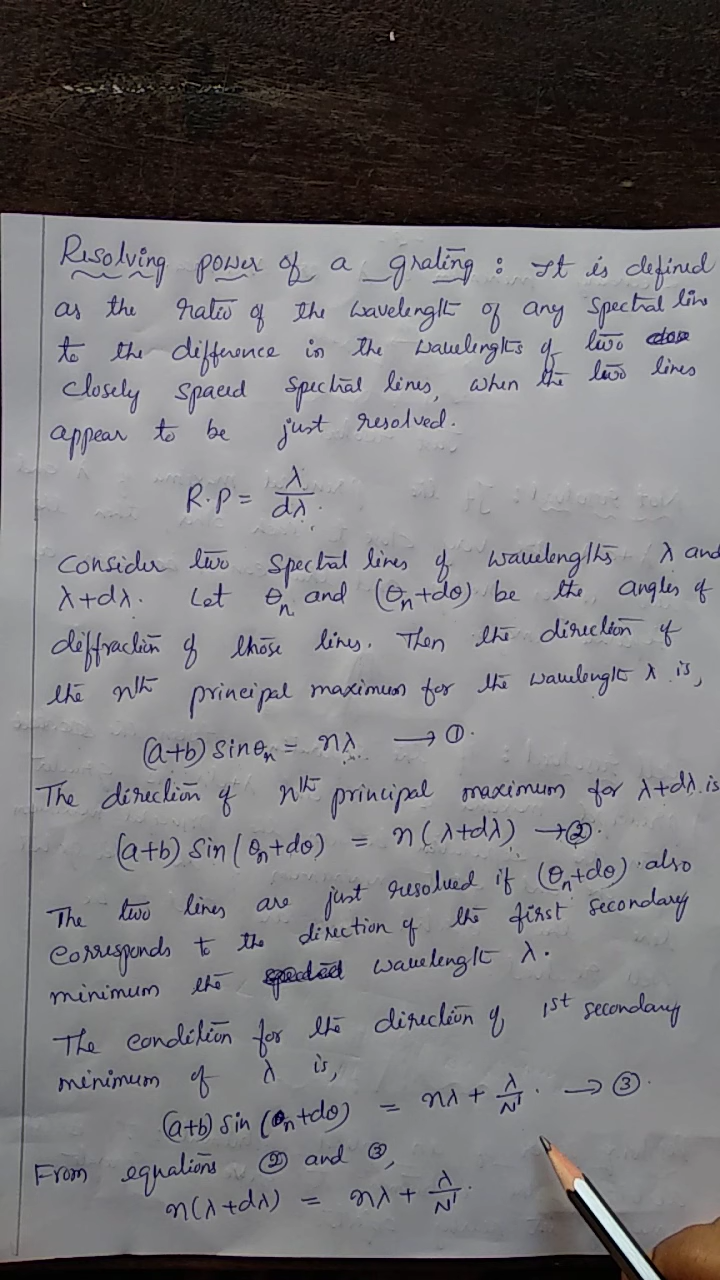 Resolving power of a grating : It is defined
as the ratio of the wavelength of any spectral line
to the difference in the wavelengths of two close
closely spaced spectral lines, when the two lines
appear to be just resolved.
R.P = λ/dλ.
Consider two spectral lines of wavelengths λ and
λ+dλ. Let θₙ and (θₙ+dθ) be the angles of
diffraction of those lines. Then the direction of
the nth principal maximum for the wavelength λ is,
(a+b) sinθₙ = nλ → ①.
The direction of nth principal maximum for λ+dλ is
(a+b) sin(θₙ+dθ) = n(λ+dλ) → ②.
The two lines are just resolved if (θₙ+dθ) also
corresponds to the direction of the first secondary
minimum the wavelength λ.
The condition for the direction of 1st secondary
minimum of λ is,
(a+b) sin (θₙ+dθ) = nλ + λ/N'. → ③.
From equations ② and ③,
n(λ+dλ) = nλ + λ/N'.